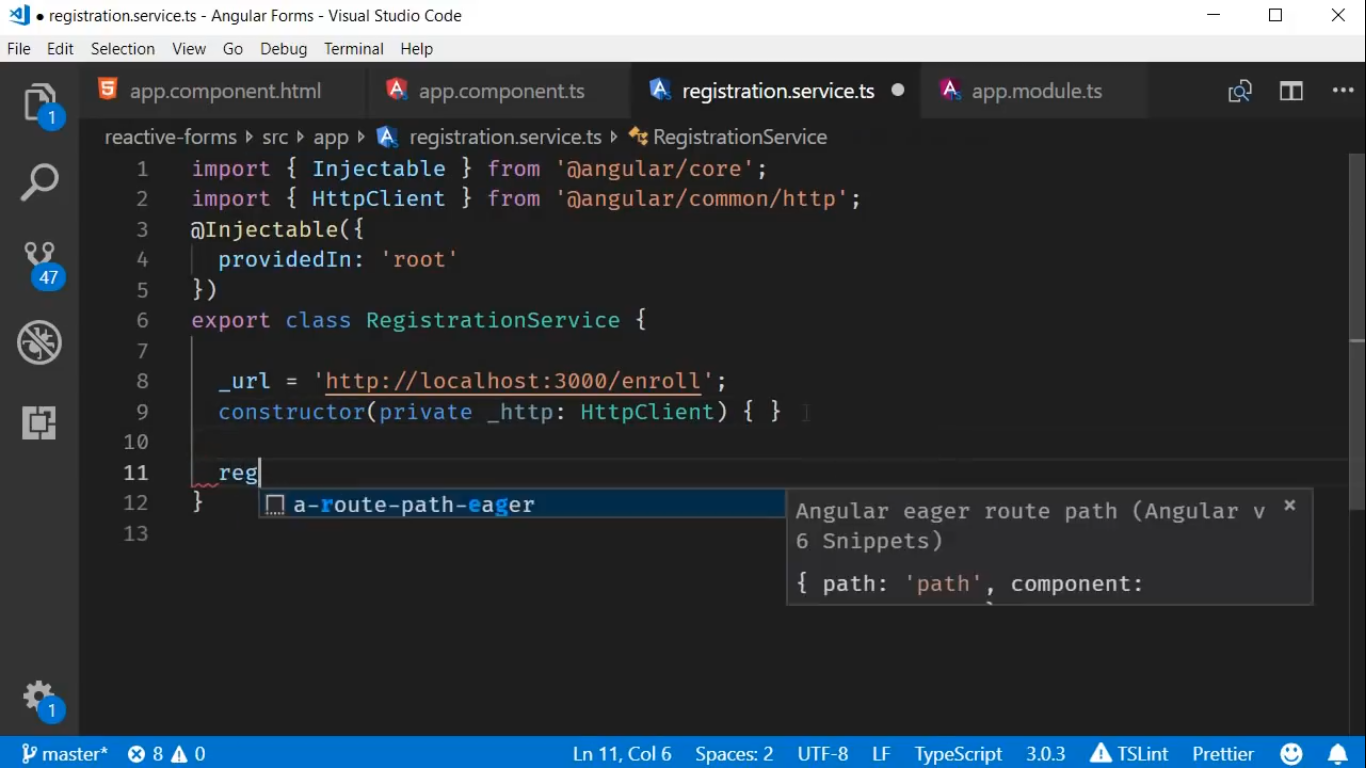 registration.service.ts - Angular Forms - Visual Studio Code
File Edit Selection View Go Debug Terminal Help
app.component.html app.component.ts registration.service.ts app.module.ts
reactive-forms src app registration.service.ts RegistrationService
1 import { Injectable } from '@angular/core';
2 import { HttpClient } from '@angular/common/http';
3 @Injectable({
4 providedIn: 'root'
5 })
6 export class RegistrationService {
7
8 _url = 'http://localhost:3000/enroll';
9 constructor(private _http: HttpClient) { }
10
11 reg
12 }
13
a-route-path-eager
Angular eager route path (Angular v
6 Snippets)
{ path: 'path', component:
1
47
1
master* 8 0 Ln 11, Col 6 Spaces: 2 UTF-8 LF TypeScript 3.0.3 TSLint Prettier